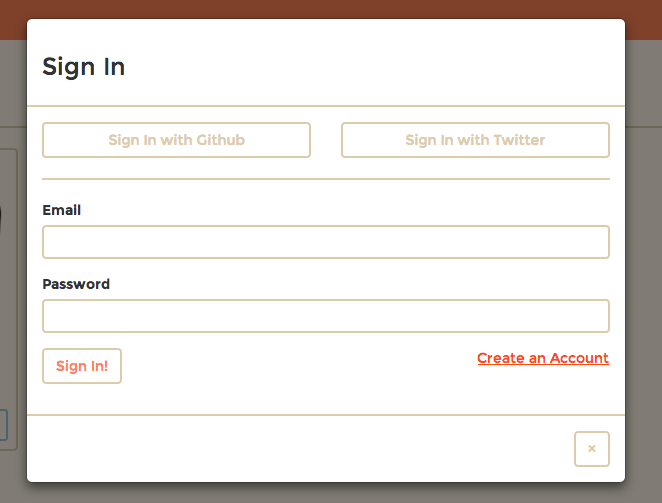 Sign In
Sign In with Github
Sign In with Twitter
Email
Password
Sign In!
Create an Account
×